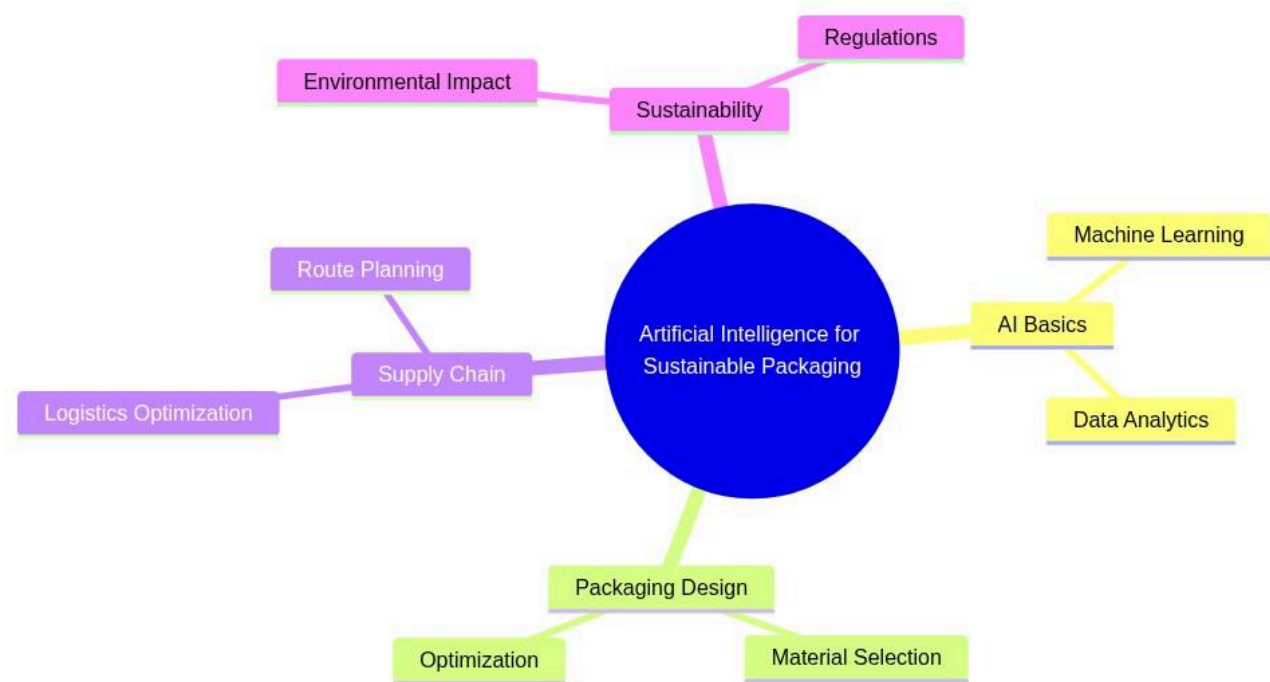 Regulations
Environmental Impact
Sustainability
Machine Learning
Route Planning
AI Basics
Artificial Intelligence for
Sustainable Packaging
Supply Chain
Logistics Optimization
Data Analytics
Packaging Design
Optimization
Material Selection